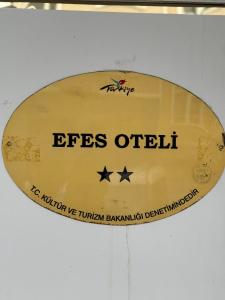 Türkiye
EFES OTELİ
T.C. KÜLTÜR VE TURİZM BAKANLIĞI DENETİMİNDEDİR